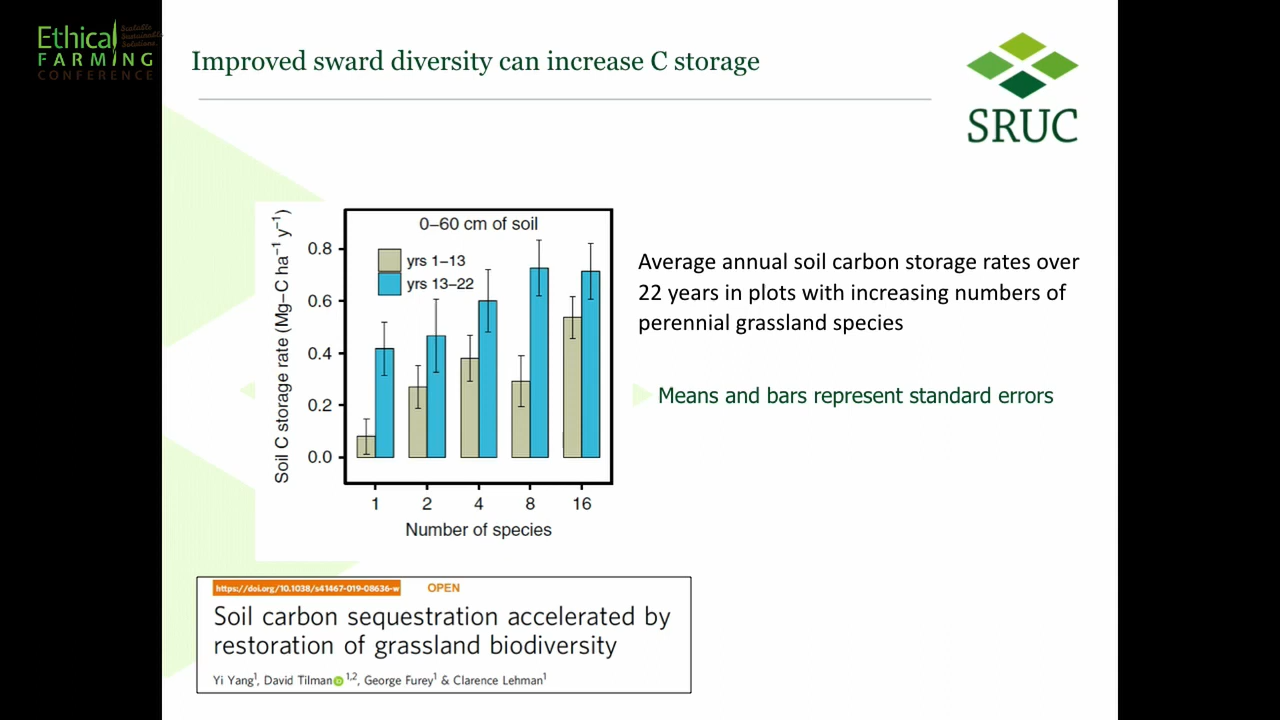 Ethical
Scalable
Sustainable
Solutions.
FARMING
CONFERENCE
Improved sward diversity can increase C storage
SRUC
0–60 cm of soil
yrs 1–13
yrs 13–22
Soil C storage rate (Mg–C ha⁻¹ y⁻¹)
0.8
0.6
0.4
0.2
0.0
1 2 4 8 16
Number of species
Average annual soil carbon storage rates over
22 years in plots with increasing numbers of
perennial grassland species
Means and bars represent standard errors
https://doi.org/10.1038/s41467-019-08636-w OPEN
Soil carbon sequestration accelerated by
restoration of grassland biodiversity
Yi Yang¹, David Tilman ¹,², George Furey¹ & Clarence Lehman¹